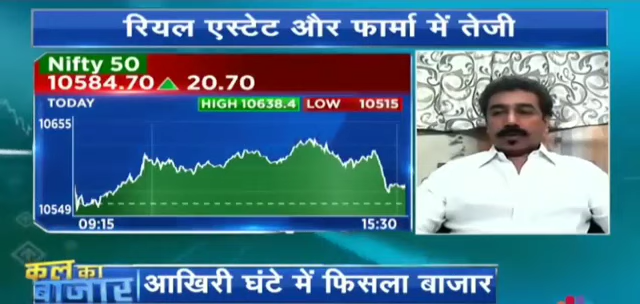 रियल एस्टेट और फार्मा में तेजी
Nifty 50
10584.70 ▲ 20.70
TODAY HIGH 10638.4 LOW 10515
10655
10549
09:15 15:30
कल का
बाजार
आखिरी घंटे में फिसला बाजार